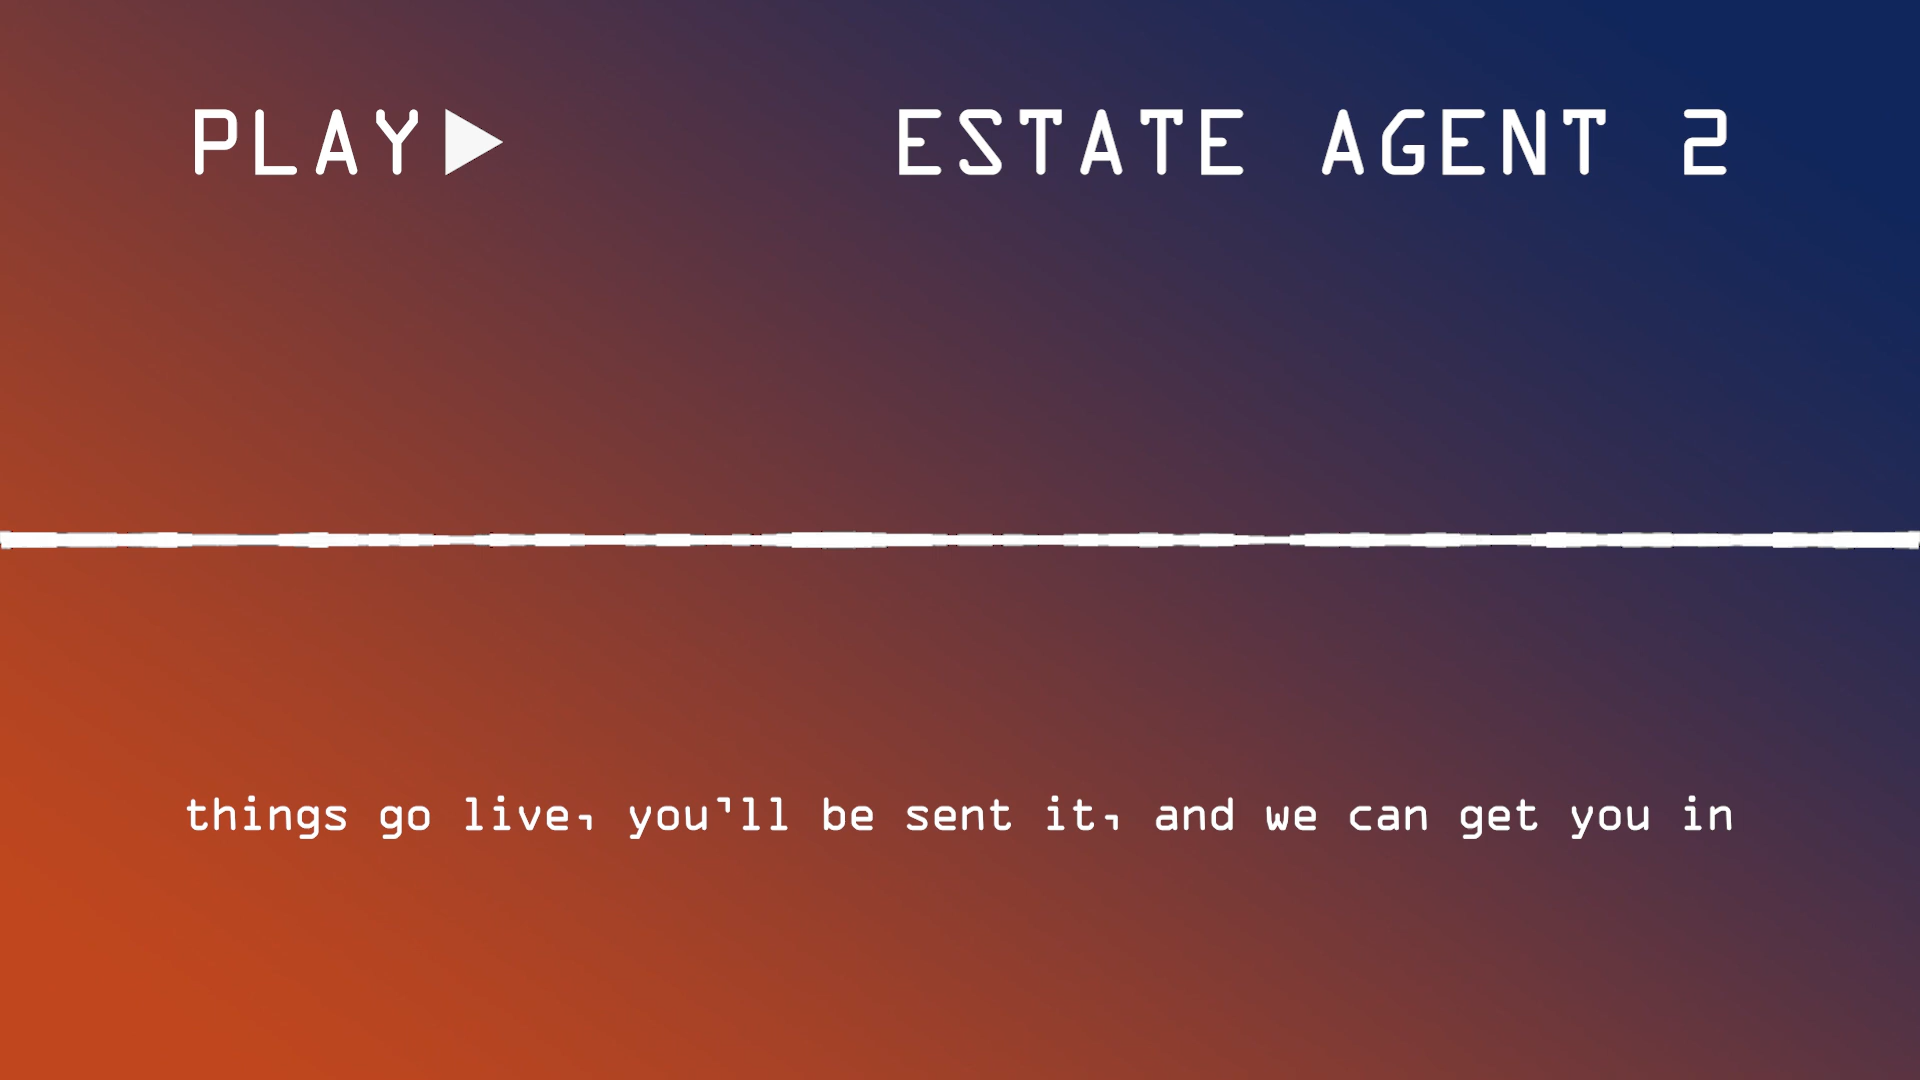 PLAY▶ ESTATE AGENT 2
things go live, you'll be sent it, and we can get you in